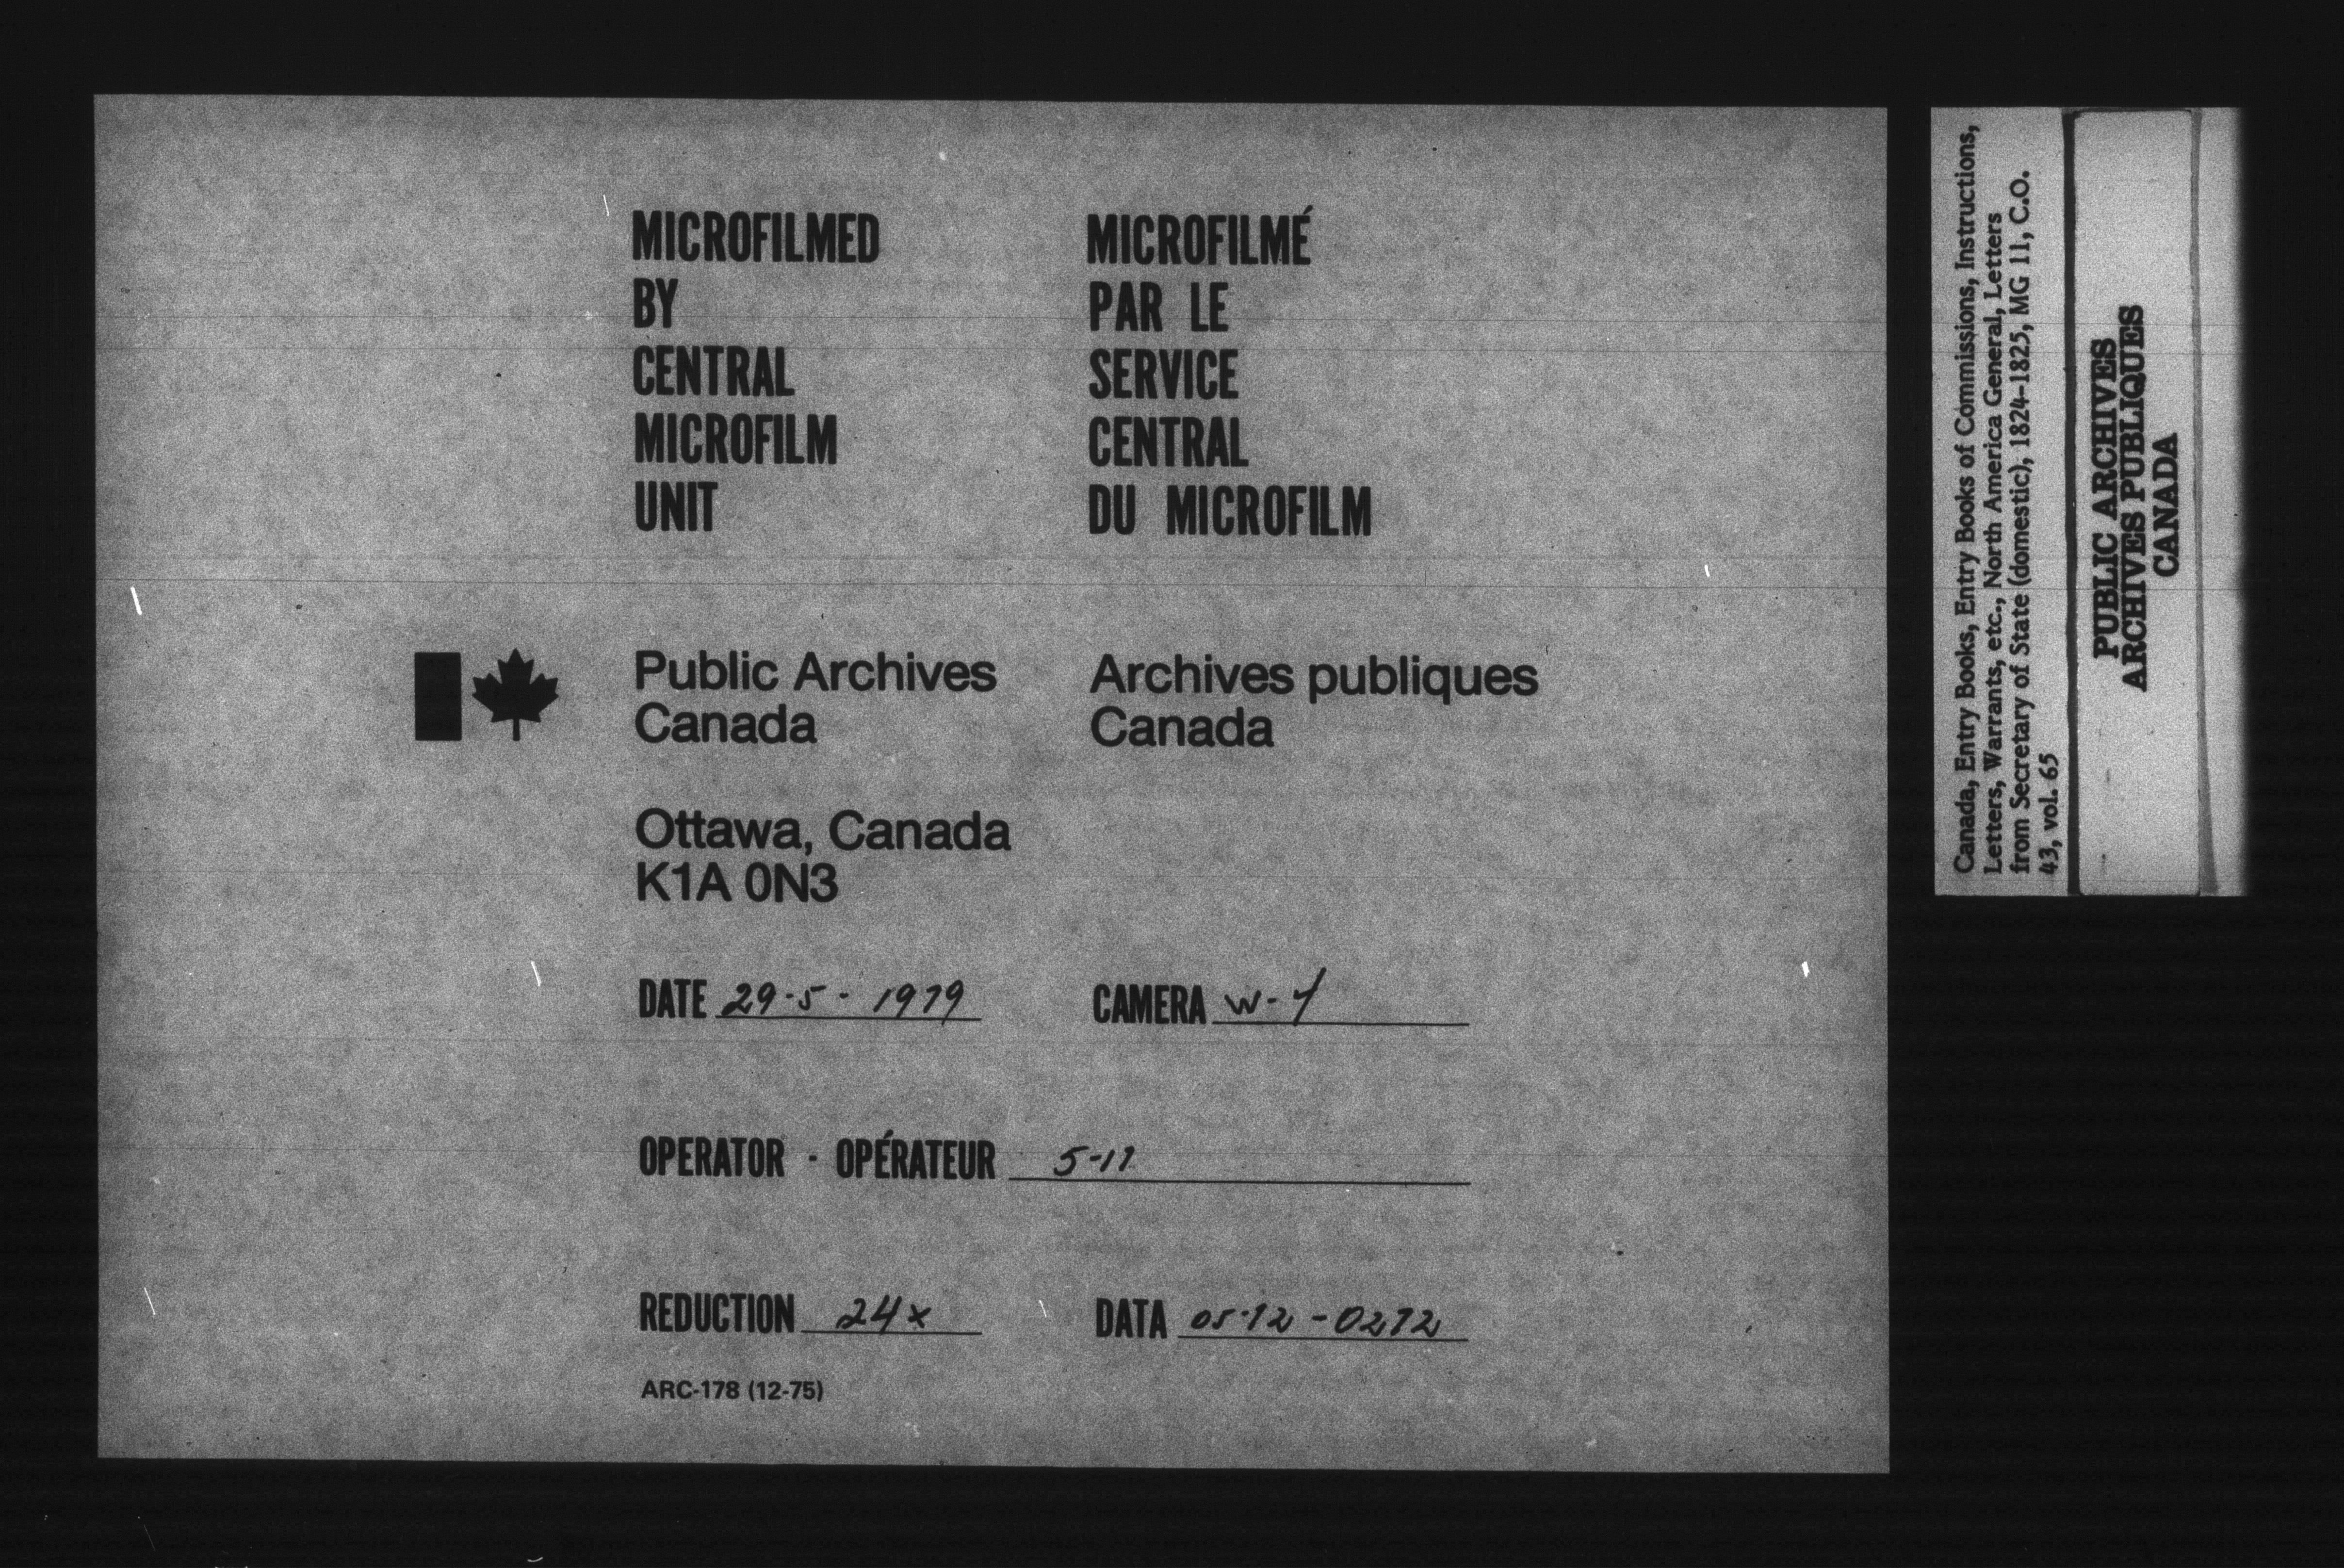 MICROFILMED
BY
CENTRAL
MICROFILM
UNIT
MICROFILMÉ
PAR LE
SERVICE
CENTRAL
DU MICROFILM
Public Archives
Canada
Archives publiques
Canada
Ottawa, Canada
K1A 0N3
DATE 29-5-1979
CAMERA W-
OPERATOR - OPÉRATEUR 5-11
REDUCTION 24x
DATA 05-12-0272
ARC-178 (12-75)
Canada, Entry Books, Entry Books of Commissions, Instructions,
Letters, Warrants, etc., North America General, Letters
from Secretary of State (domestic), 1824-1825, MG 11, C.O.
43, vol. 65
PUBLIC ARCHIVES
ARCHIVES PUBLIQUES
CANADA